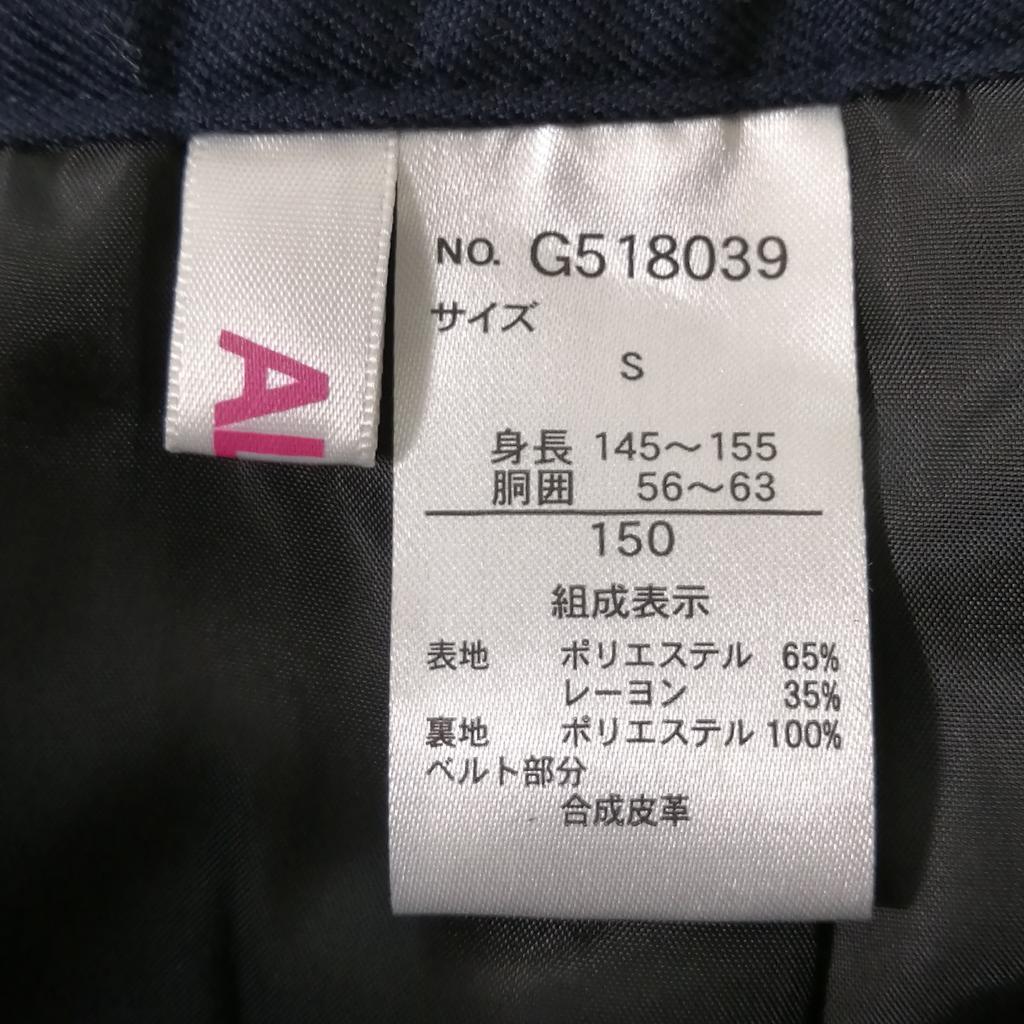 NO. G518039
サイズ
S
身長 145～155
胴囲 56～63
150
組成表示
表地 ポリエステル 65%
レーヨン 35%
裏地 ポリエステル 100%
ベルト部分
合成皮革